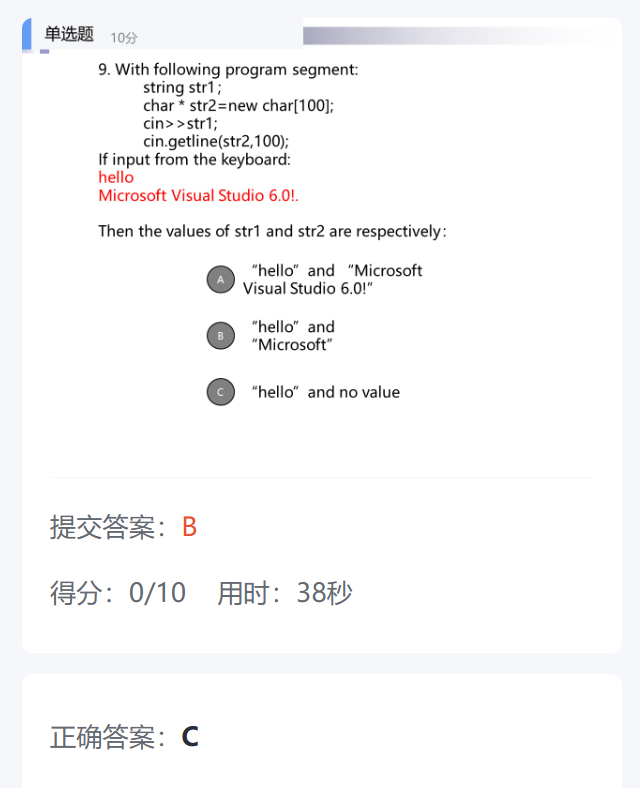 单选题 10分
9. With following program segment:
string str1;
char * str2=new char[100];
cin>>str1;
cin.getline(str2,100);
If input from the keyboard:
hello
Microsoft Visual Studio 6.0!.
Then the values of str1 and str2 are respectively:
A “hello” and “Microsoft
Visual Studio 6.0!”
B “hello” and
“Microsoft”
C “hello” and no value
提交答案：B
得分：0/10 用时：38秒
正确答案：C